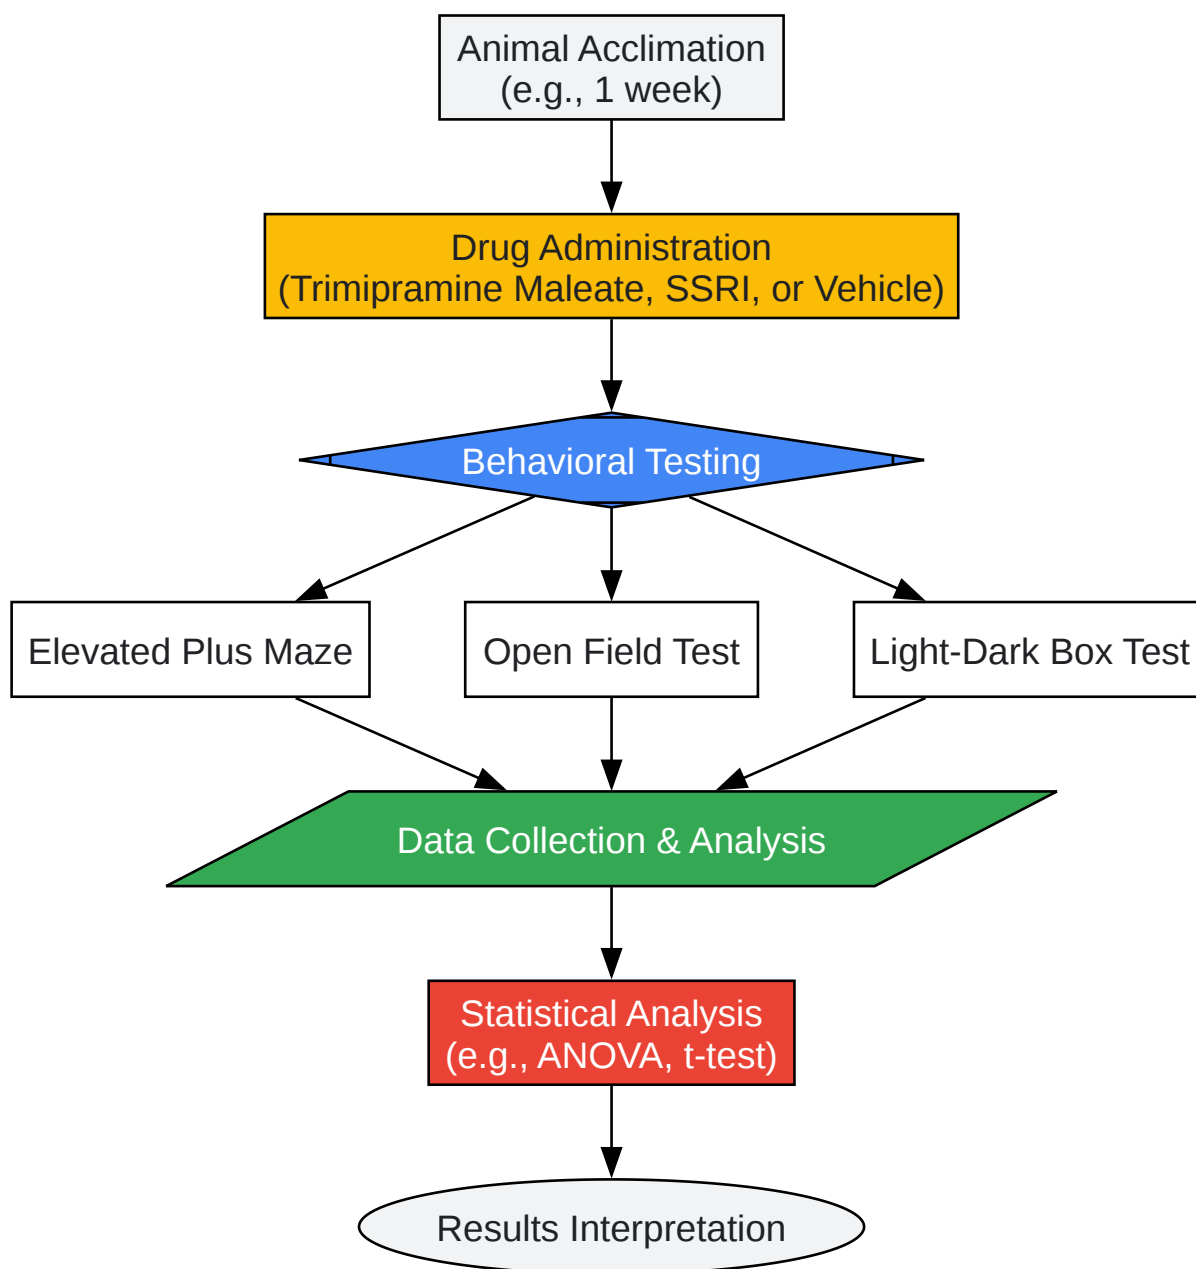 Animal Acclimation
(e.g., 1 week)
Drug Administration
(Trimipramine Maleate, SSRI, or Vehicle)
Behavioral Testing
Elevated Plus Maze
Open Field Test
Light-Dark Box Test
Data Collection & Analysis
Statistical Analysis
(e.g., ANOVA, t-test)
Results Interpretation